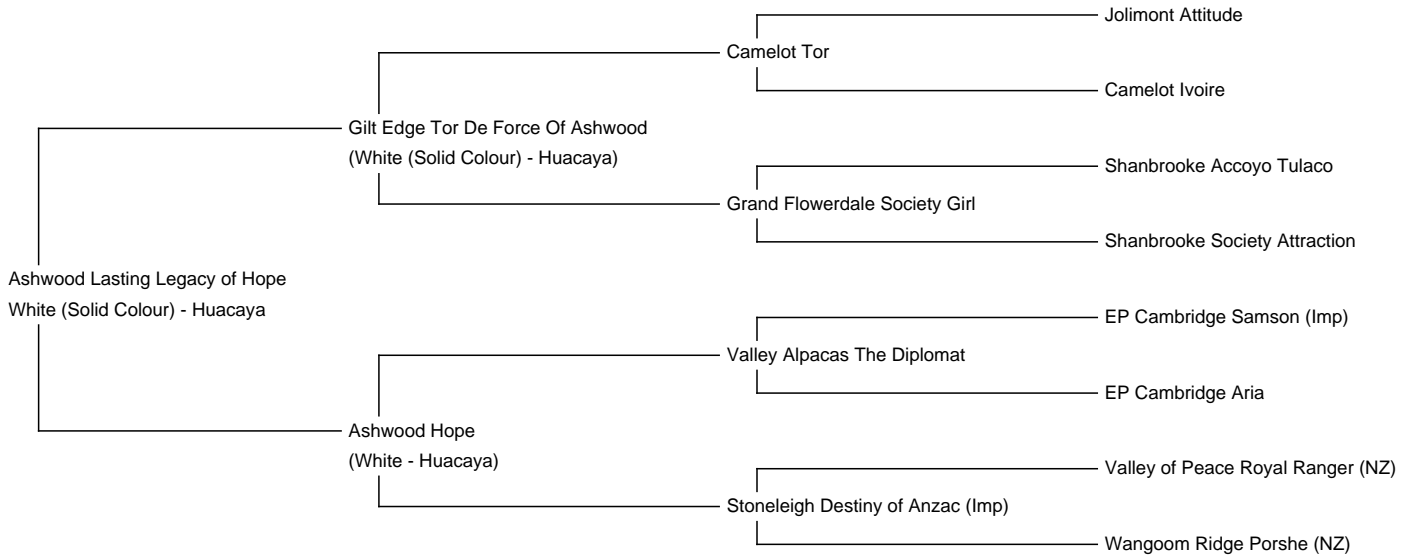 Jolimont Attitude
Camelot Tor
Camelot Ivoire
Gilt Edge Tor De Force Of Ashwood
(White (Solid Colour) - Huacaya)
Shanbrooke Accoyo Tulaco
Grand Flowerdale Society Girl
Shanbrooke Society Attraction
Ashwood Lasting Legacy of Hope
White (Solid Colour) - Huacaya
EP Cambridge Samson (Imp)
Valley Alpacas The Diplomat
EP Cambridge Aria
Ashwood Hope
(White - Huacaya)
Valley of Peace Royal Ranger (NZ)
Stoneleigh Destiny of Anzac (Imp)
Wangoom Ridge Porshe (NZ)